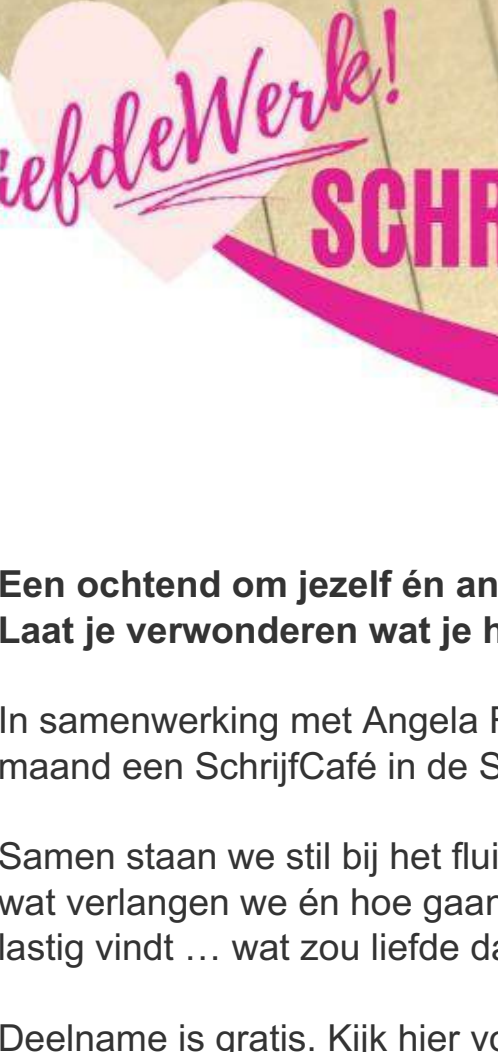 iefdeWerk!
SCHR
Een ochtend om jezelf én an
Laat je verwonderen wat je h
In samenwerking met Angela
maand een SchrijfCafé in de S
Samen staan we stil bij het flui
wat verlangen we én hoe gaan
lastig vindt … wat zou liefde da
Deelname is gratis. Kijk hier vo